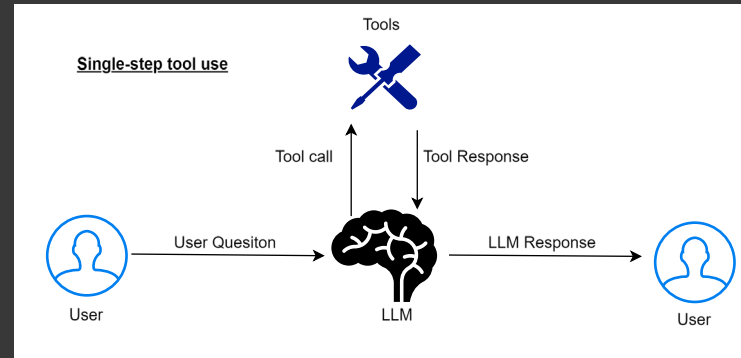 Tools
Single-step tool use
Tool call
Tool Response
User Quesiton
LLM Response
User
LLM
User